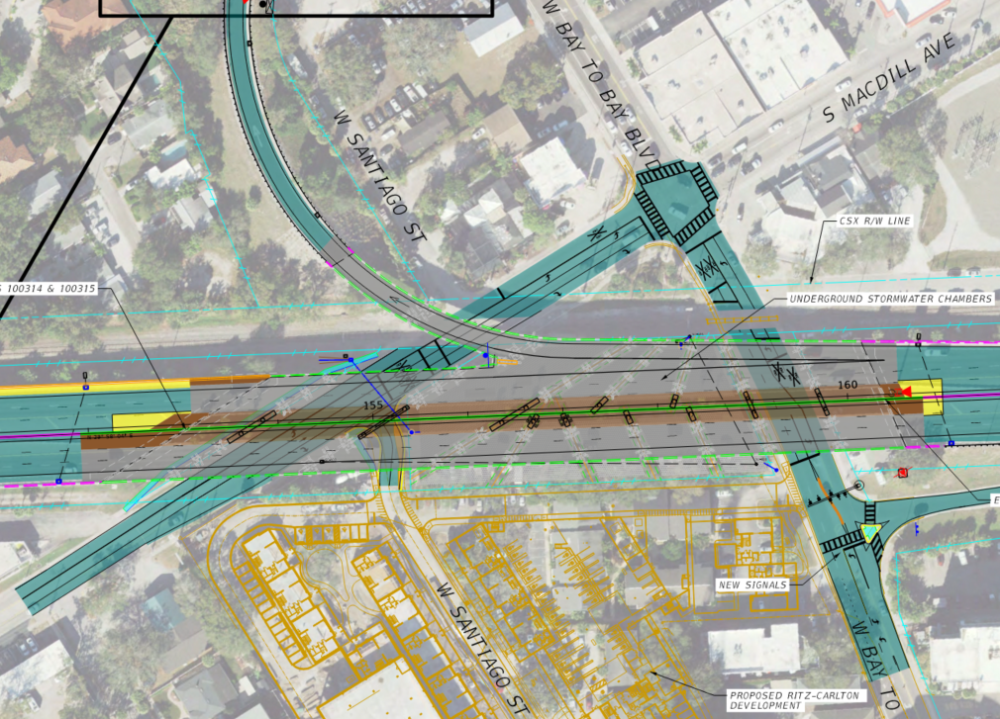 W BAY TO BAY BLVD
S MACDILL AVE
W SANTIAGO ST
CSX R/W LINE
100314 & 100315
UNDERGROUND STORMWATER CHAMBERS
155
160
E
NEW SIGNALS
W SANTIAGO ST
W BAY TO
PROPOSED RITZ-CARLTON
DEVELOPMENT